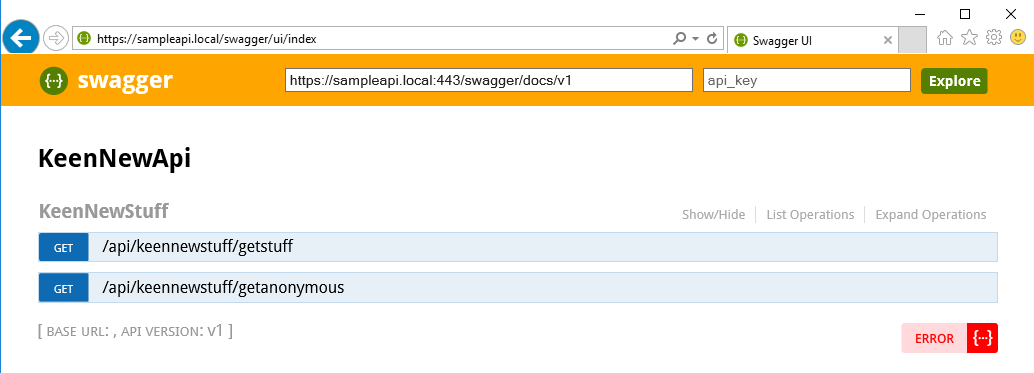 https://sampleapi.local/swagger/ui/index
Swagger UI
{···} swagger
https://sampleapi.local:443/swagger/docs/v1
api_key
Explore
KeenNewApi
KeenNewStuff
Show/Hide
List Operations
Expand Operations
GET /api/keennewstuff/getstuff
GET /api/keennewstuff/getanonymous
[ BASE URL: , API VERSION: V1 ]
ERROR {···}